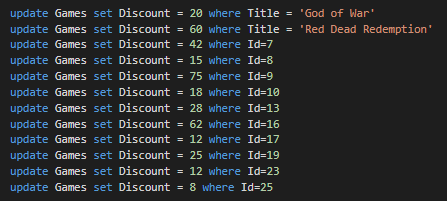 update Games set Discount = 20 where Title = 'God of War'
update Games set Discount = 60 where Title = 'Red Dead Redemption'
update Games set Discount = 42 where Id=7
update Games set Discount = 15 where Id=8
update Games set Discount = 75 where Id=9
update Games set Discount = 18 where Id=10
update Games set Discount = 28 where Id=13
update Games set Discount = 62 where Id=16
update Games set Discount = 12 where Id=17
update Games set Discount = 25 where Id=19
update Games set Discount = 12 where Id=23
update Games set Discount = 8 where Id=25